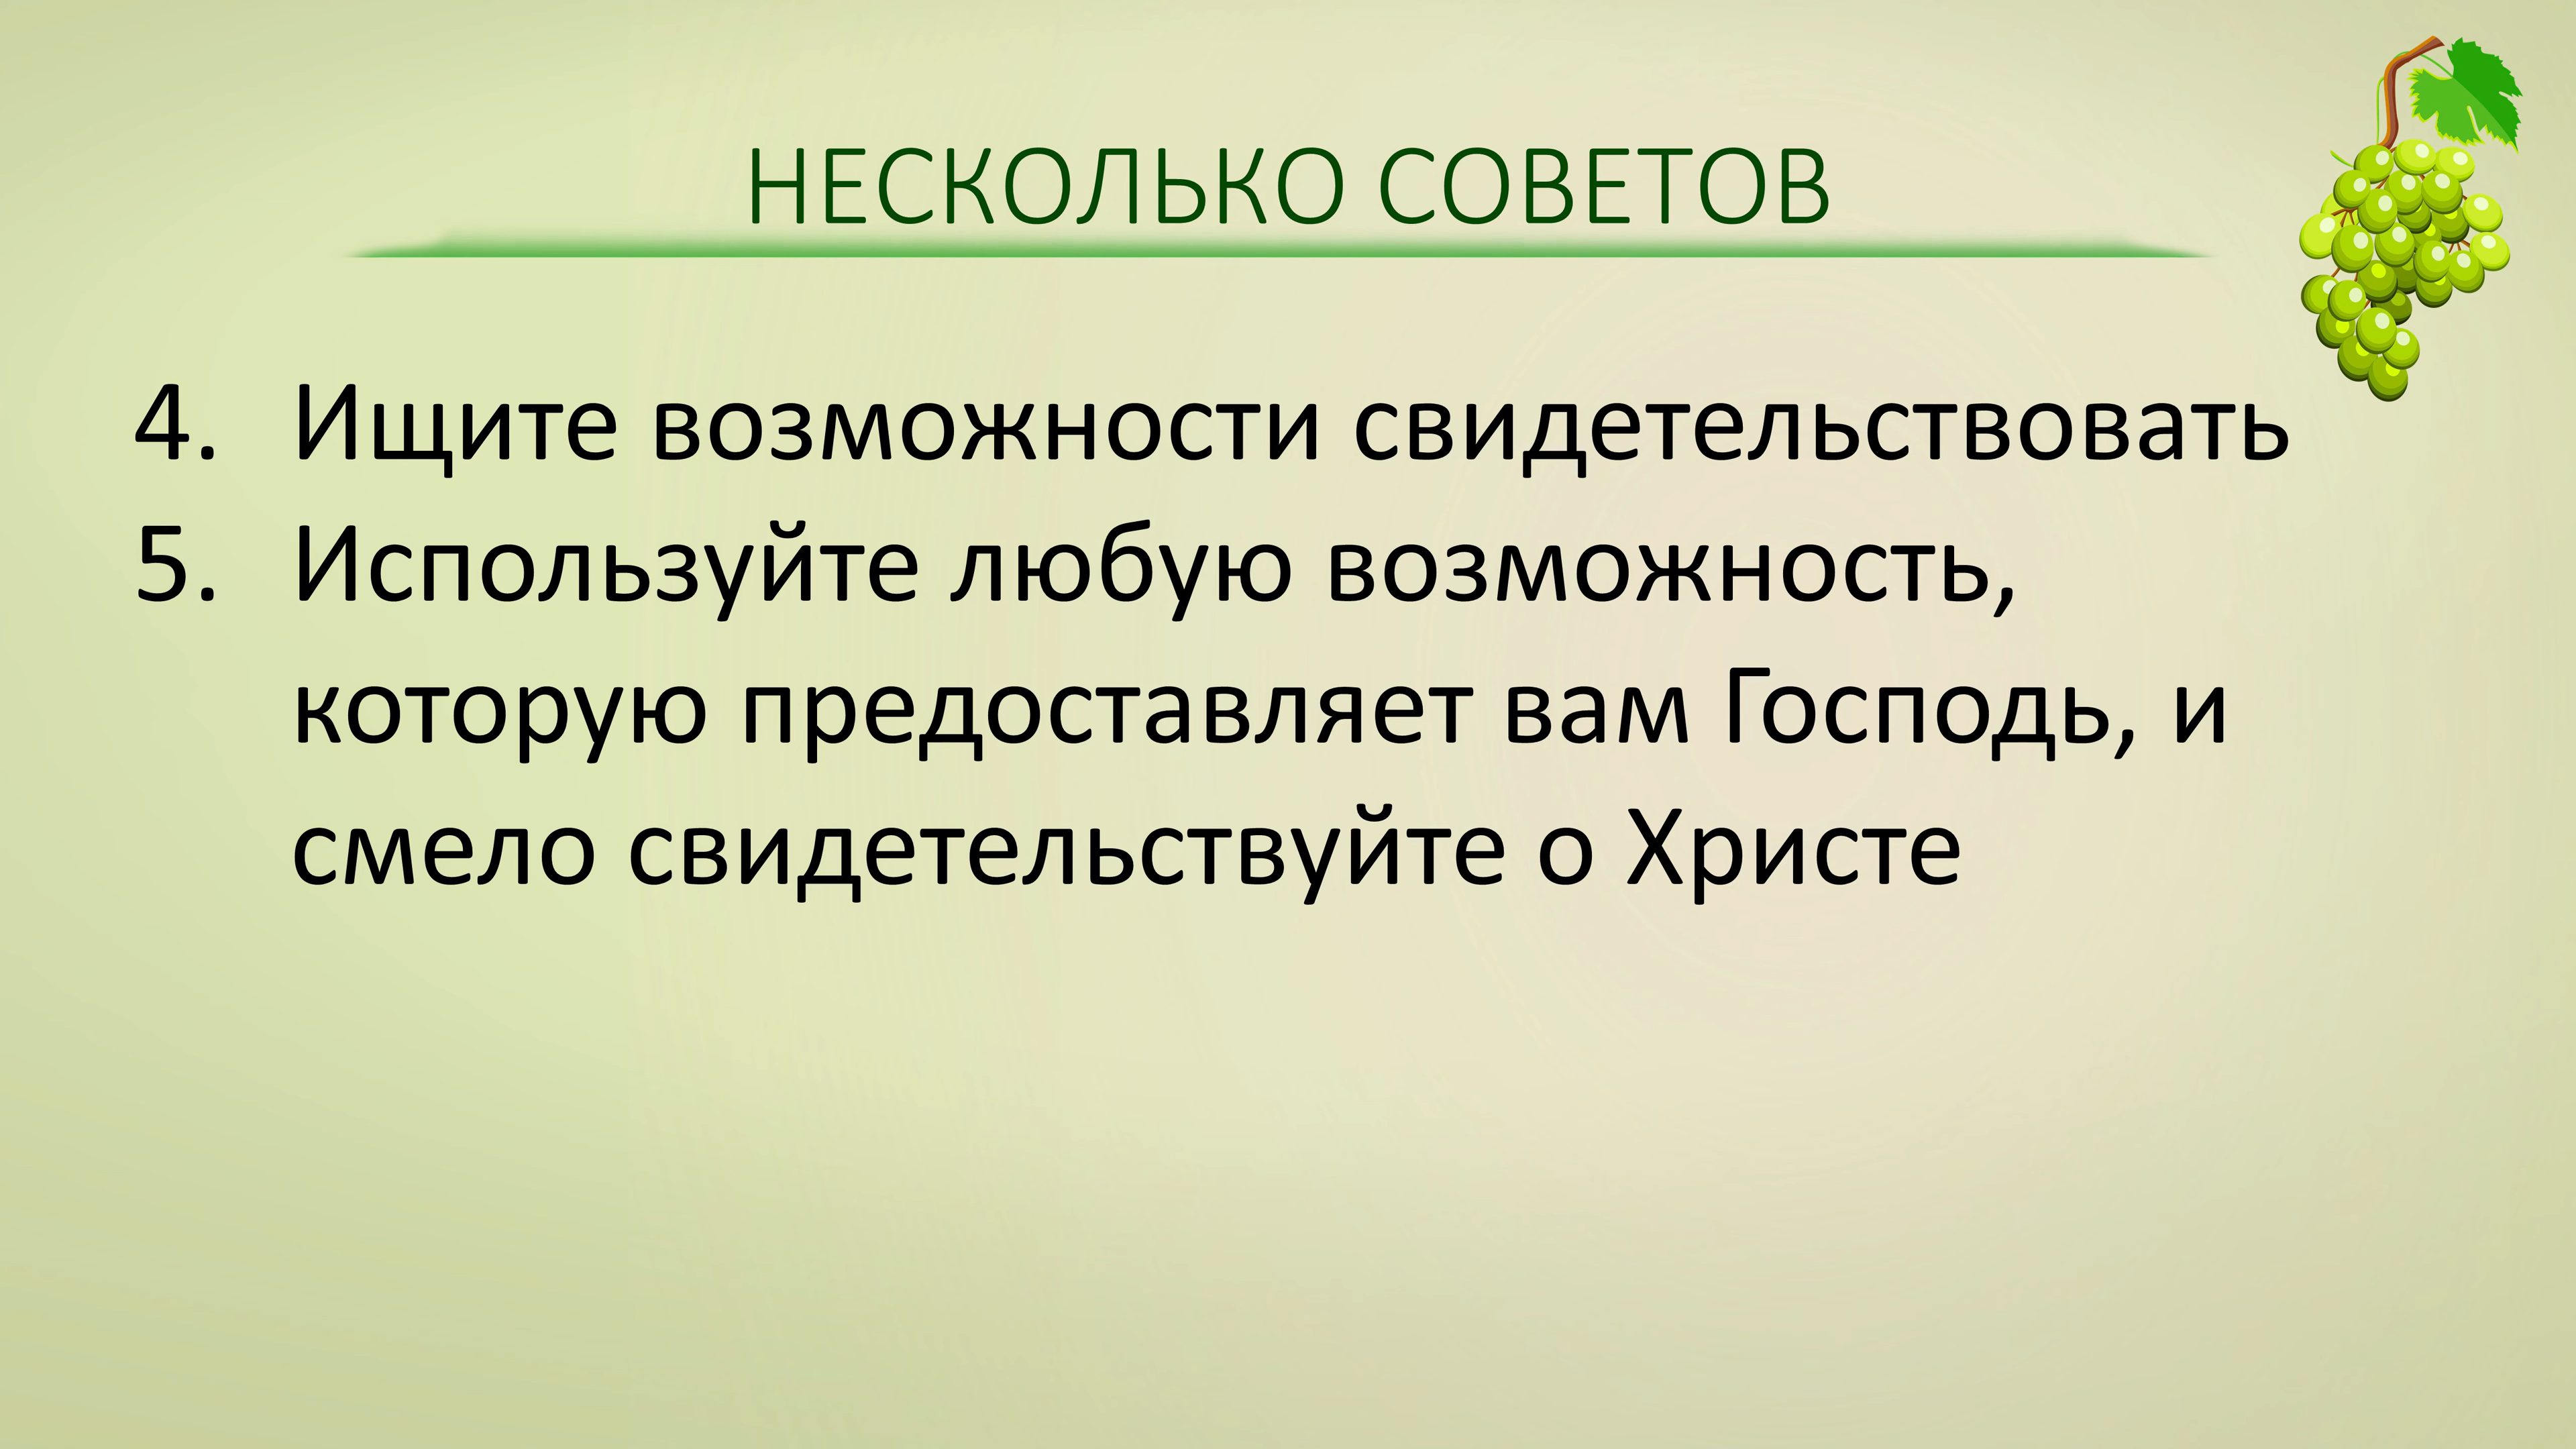 НЕСКОЛЬКО СОВЕТОВ
4. Ищите возможности свидетельствовать
5. Используйте любую возможность,
которую предоставляет вам Господь, и
смело свидетельствуйте о Христе